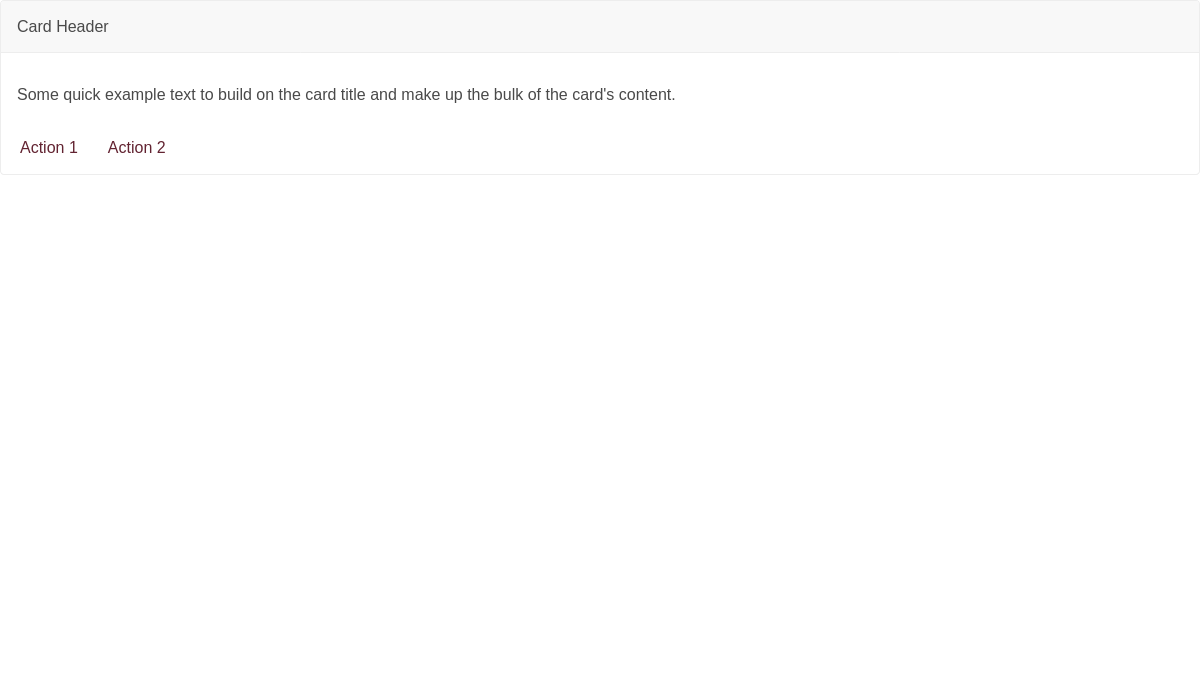 Card Header
Some quick example text to build on the card title and make up the bulk of the card's content.
Action 1 Action 2